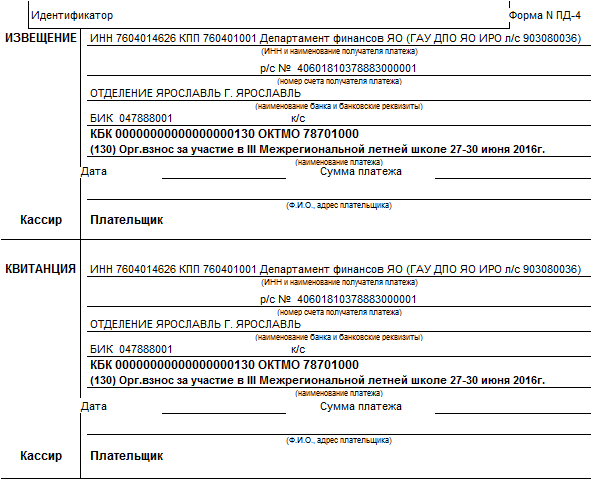 Идентификатор Форма N ПД-4
ИЗВЕЩЕНИЕ ИНН 7604014626 КПП 760401001 Департамент финансов ЯО (ГАУ ДПО ЯО ИРО л/с 903080036)
(ИНН и наименование получателя платежа)
р/с № 40601810378883000001
(номер счета получателя платежа)
ОТДЕЛЕНИЕ ЯРОСЛАВЛЬ Г. ЯРОСЛАВЛЬ
(наименование банка и банковские реквизиты)
БИК 047888001 к/с
КБК 00000000000000000130 ОКТМО 78701000
(130) Орг.взнос за участие в III Межрегиональной летней школе 27-30 июня 2016г.
(наименование платежа)
Дата Сумма платежа
(Ф.И.О., адрес плательщика)
Кассир Плательщик
КВИТАНЦИЯ ИНН 7604014626 КПП 760401001 Департамент финансов ЯО (ГАУ ДПО ЯО ИРО л/с 903080036)
(ИНН и наименование получателя платежа)
р/с № 40601810378883000001
(номер счета получателя платежа)
ОТДЕЛЕНИЕ ЯРОСЛАВЛЬ Г. ЯРОСЛАВЛЬ
(наименование банка и банковские реквизиты)
БИК 047888001 к/с
КБК 00000000000000000130 ОКТМО 78701000
(130) Орг.взнос за участие в III Межрегиональной летней школе 27-30 июня 2016г.
(наименование платежа)
Дата Сумма платежа
(Ф.И.О., адрес плательщика)
Кассир Плательщик